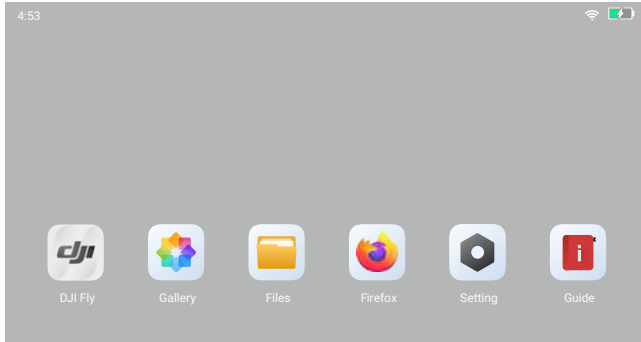 4:53
dji
DJI Fly
Gallery
Files
Firefox
Setting
i
Guide